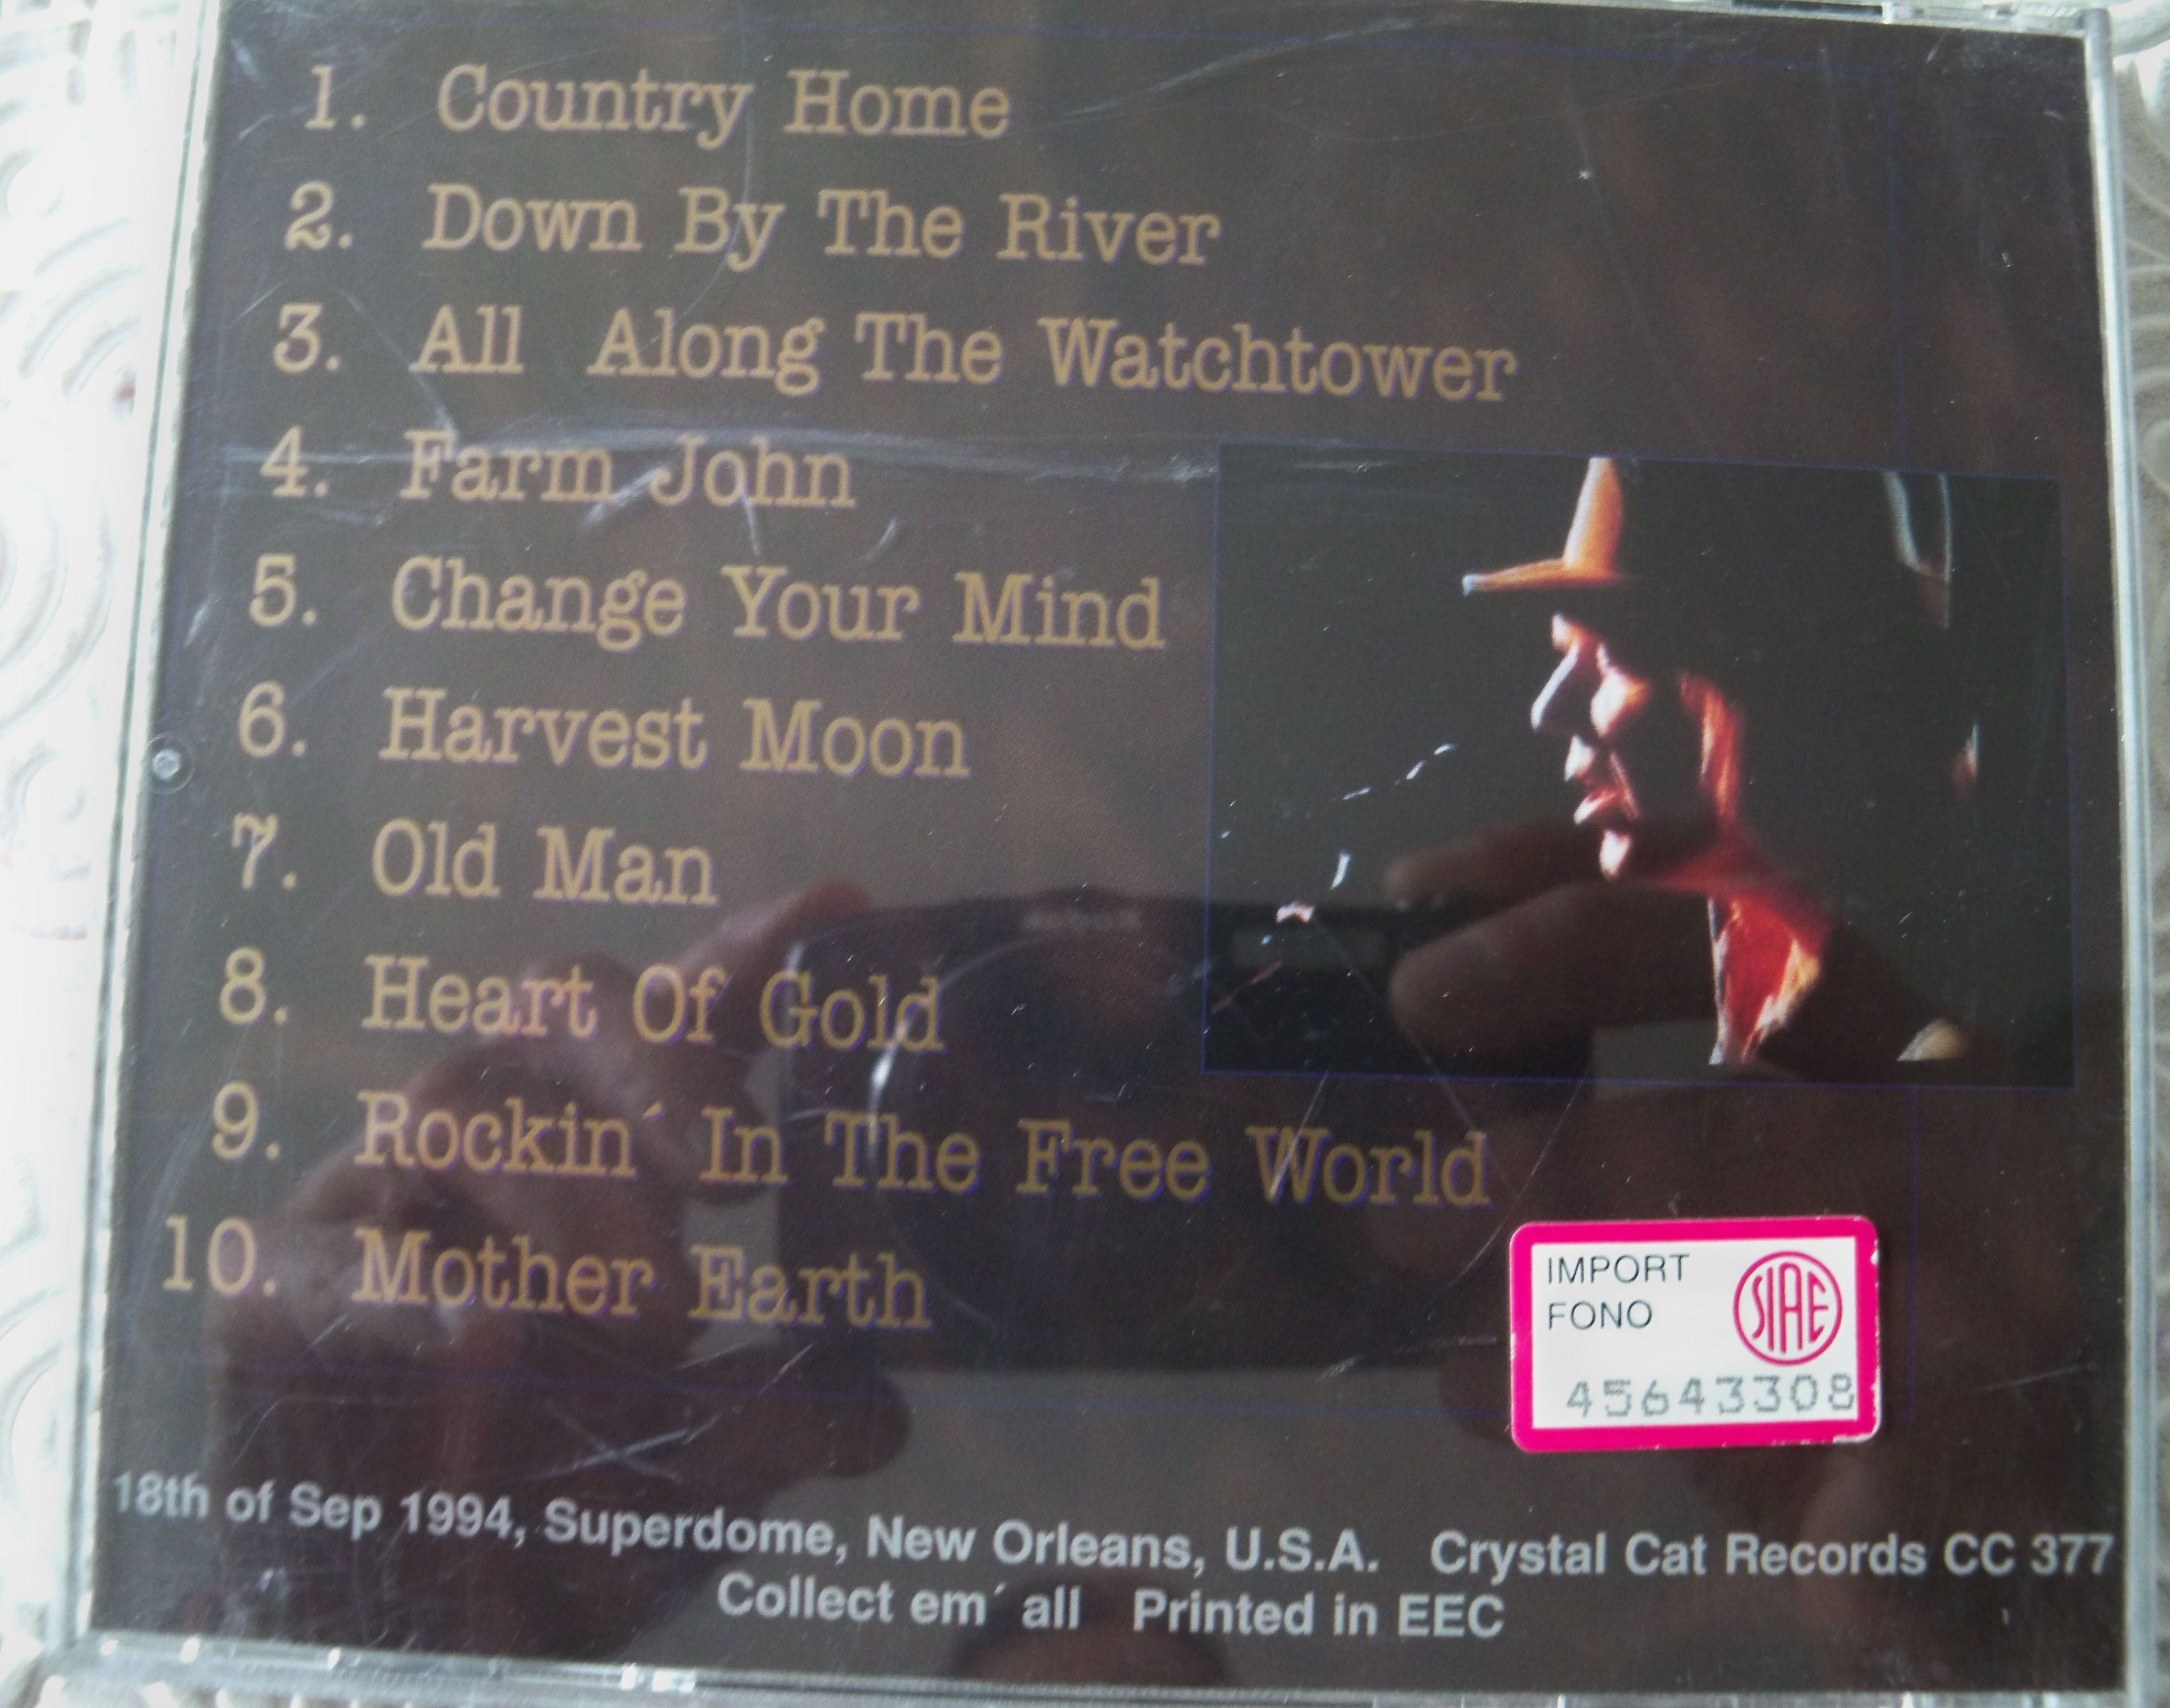 1. Country Home
2. Down By The River
3. All Along The Watchtower
4. Farm John
5. Change Your Mind
6. Harvest Moon
7. Old Man
8. Heart Of Gold
9. Rockin´ In The Free World
10. Mother Earth
IMPORT
FONO
SIAE
45643308
18th of Sep 1994, Superdome, New Orleans, U.S.A. Crystal Cat Records CC 377
Collect em´ all Printed in EEC